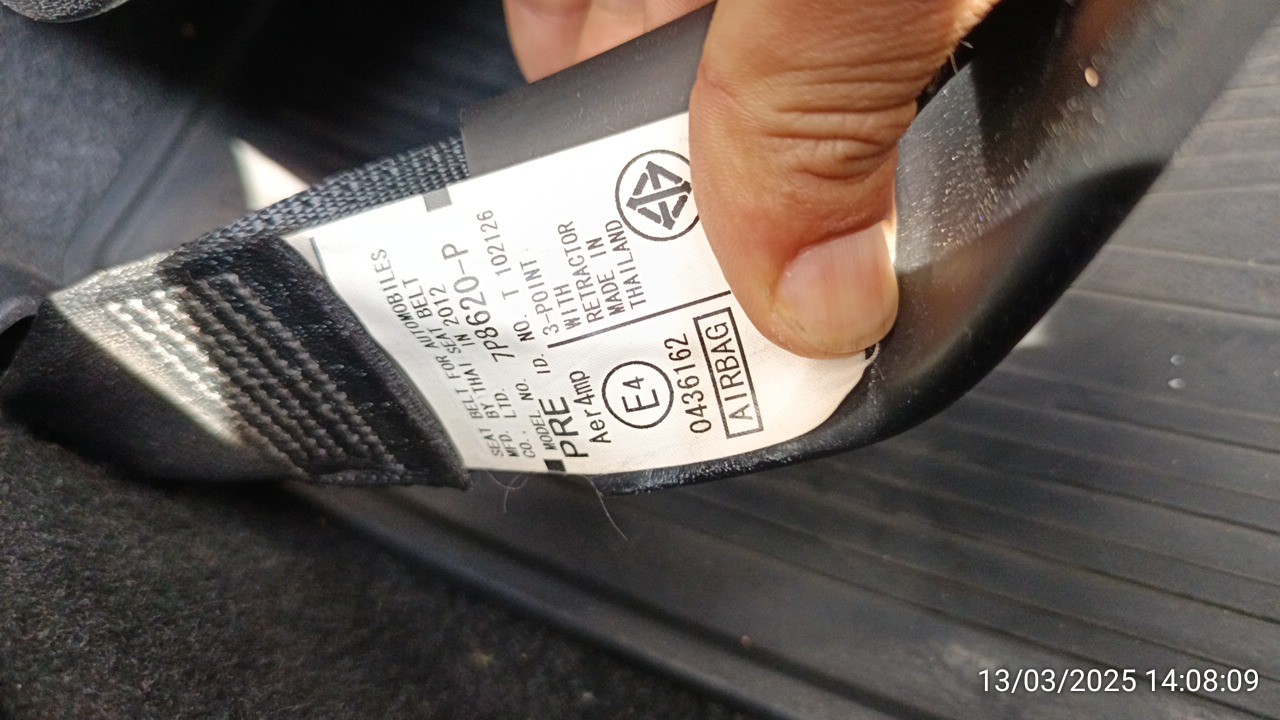 SEAT BELT FOR AUTOMOBILES
MFD. BY THAI SEAT BELT
CO., LTD. IN 2012
MODEL NO. 7P8620-P
PRE ID. NO. T 102126
Aer4mp
3-POINT
WITH
RETRACTOR
MADE IN
THAILAND
E4
0436162
AIRBAG
13/03/2025 14:08:09